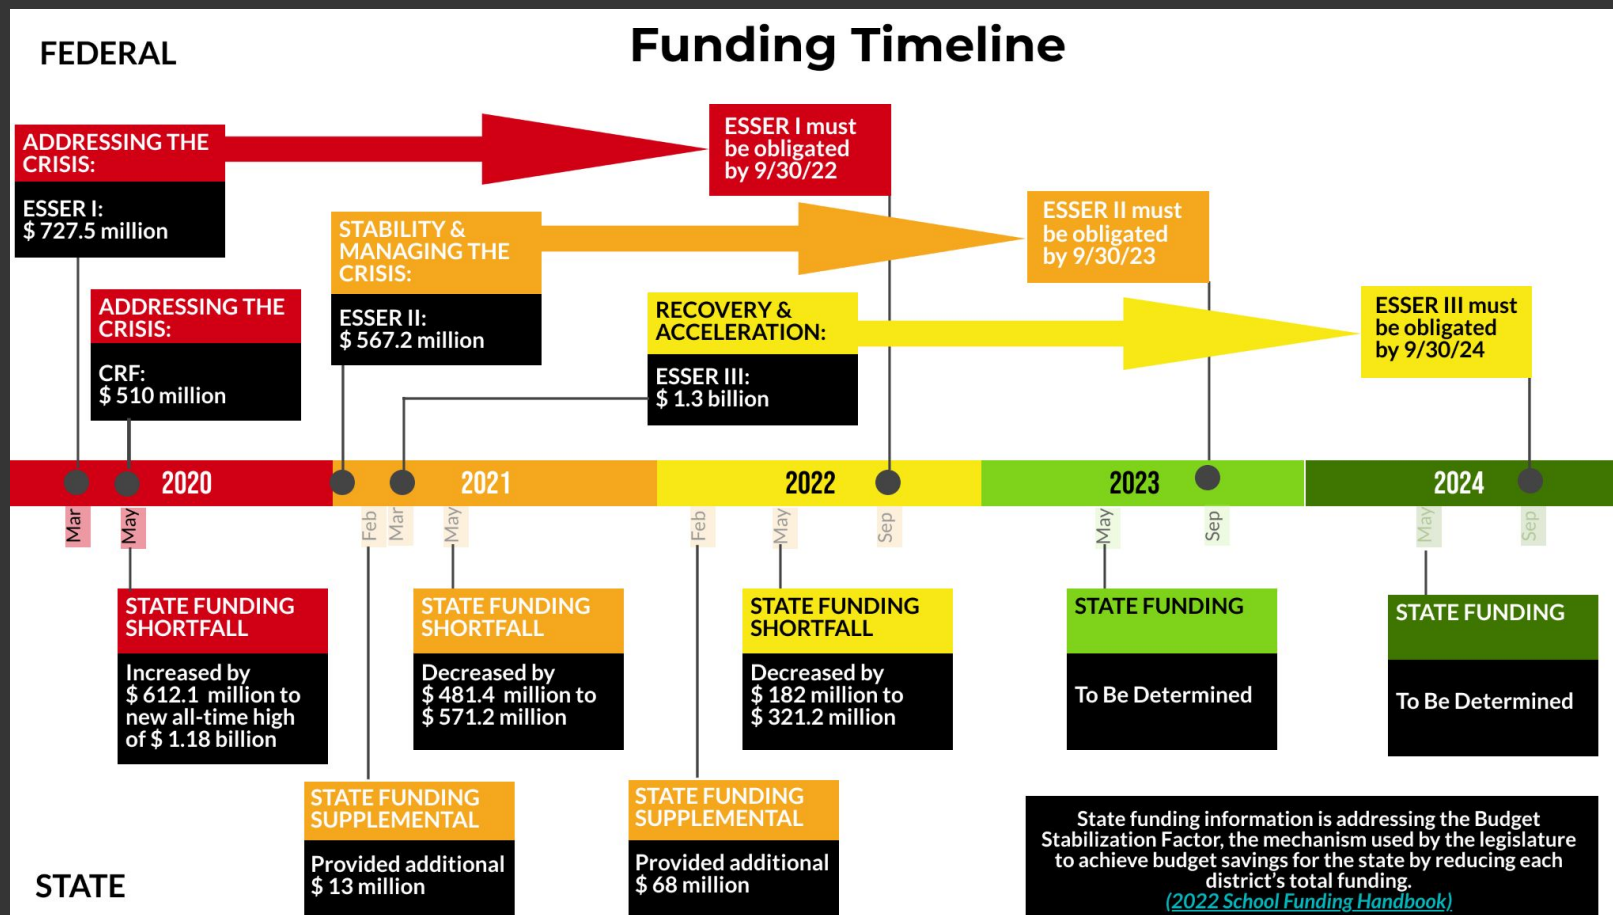 FEDERAL
Funding Timeline
ADDRESSING THE
CRISIS:
ESSER I:
$ 727.5 million
ESSER I must
be obligated
by 9/30/22
STABILITY &
MANAGING THE
CRISIS:
ESSER II:
$ 567.2 million
ESSER II must
be obligated
by 9/30/23
ADDRESSING THE
CRISIS:
CRF:
$ 510 million
RECOVERY &
ACCELERATION:
ESSER III:
$ 1.3 billion
ESSER III must
be obligated
by 9/30/24
2020
2021
2022
2023
2024
Mar
May
Feb
Mar
May
Feb
May
Sep
May
Sep
May
Sep
STATE FUNDING
SHORTFALL
Increased by
$ 612.1 million to
new all-time high
of $ 1.18 billion
STATE FUNDING
SHORTFALL
Decreased by
$ 481.4 million to
$ 571.2 million
STATE FUNDING
SHORTFALL
Decreased by
$ 182 million to
$ 321.2 million
STATE FUNDING
To Be Determined
STATE FUNDING
To Be Determined
STATE FUNDING
SUPPLEMENTAL
Provided additional
$ 13 million
STATE FUNDING
SUPPLEMENTAL
Provided additional
$ 68 million
State funding information is addressing the Budget
Stabilization Factor, the mechanism used by the legislature
to achieve budget savings for the state by reducing each
district's total funding.
(2022 School Funding Handbook)
STATE